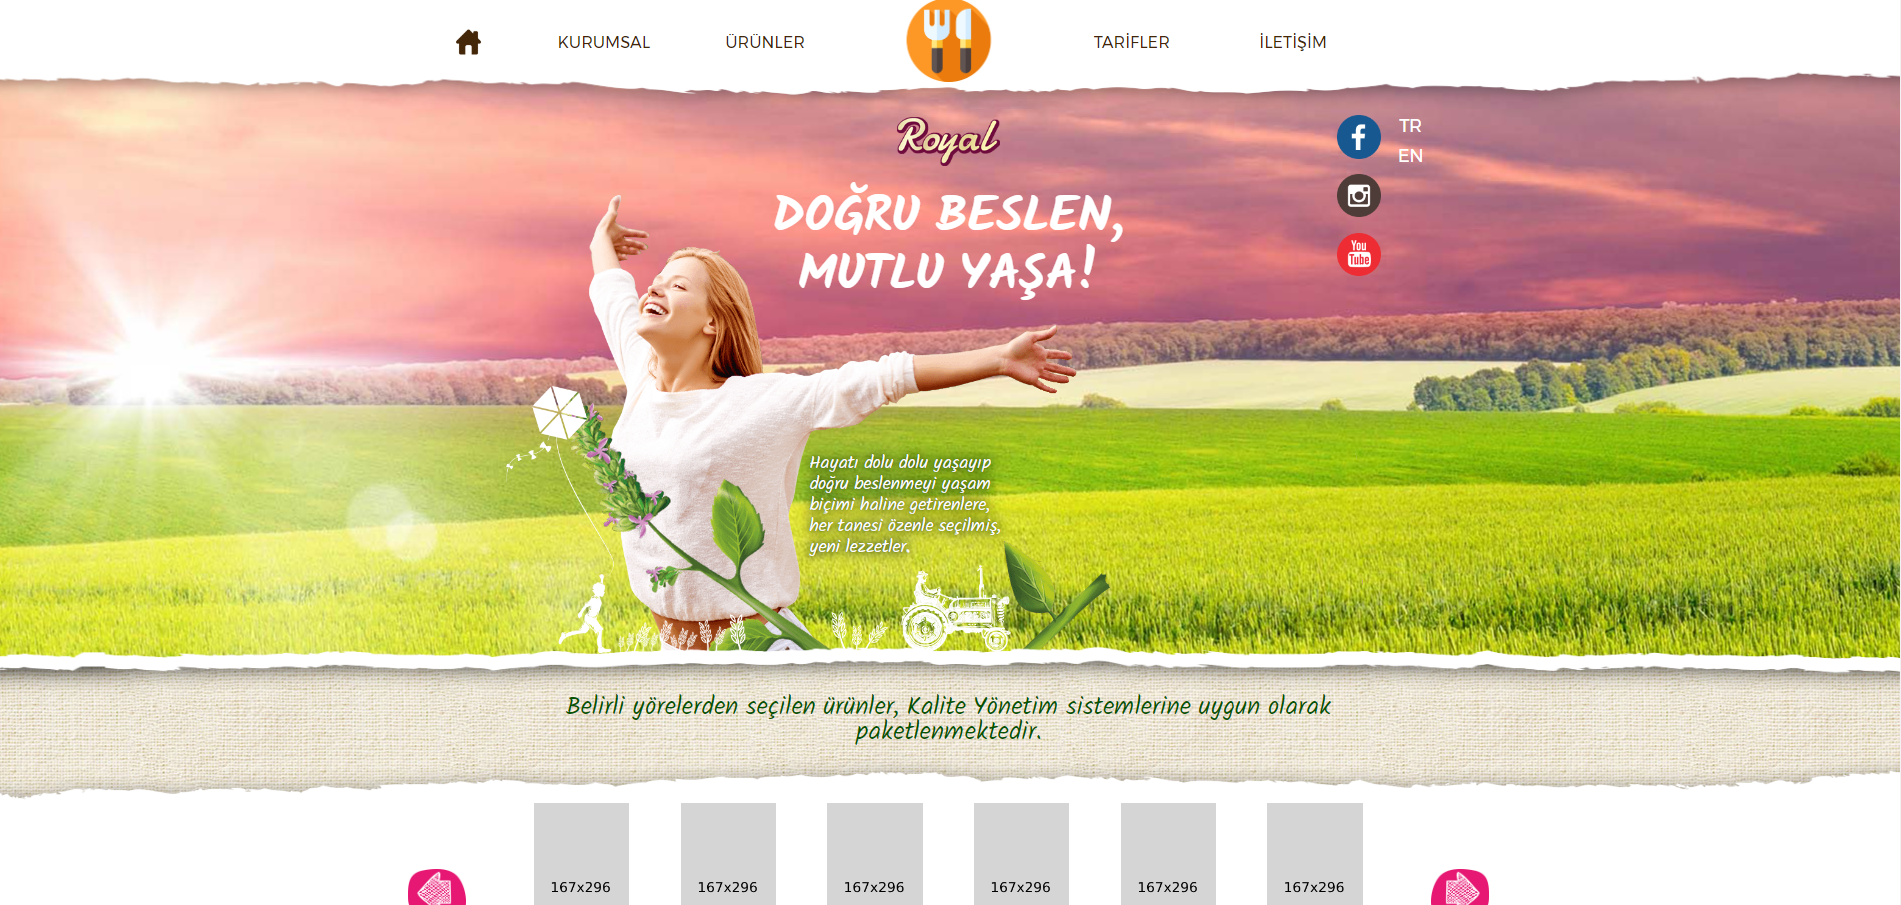 KURUMSAL
ÜRÜNLER
TARİFLER
İLETİŞİM
Royal
TR
EN
DOĞRU BESLEN,
MUTLU YAŞA!
You
Tube
Hayatı dolu dolu yaşayıp
doğru beslenmeyi yaşam
biçimi haline getirenlere,
her tanesi özenle seçilmiş,
yeni lezzetler.
Belirli yörelerden seçilen ürünler, Kalite Yönetim sistemlerine uygun olarak
paketlenmektedir.
167x296
167x296
167x296
167x296
167x296
167x296